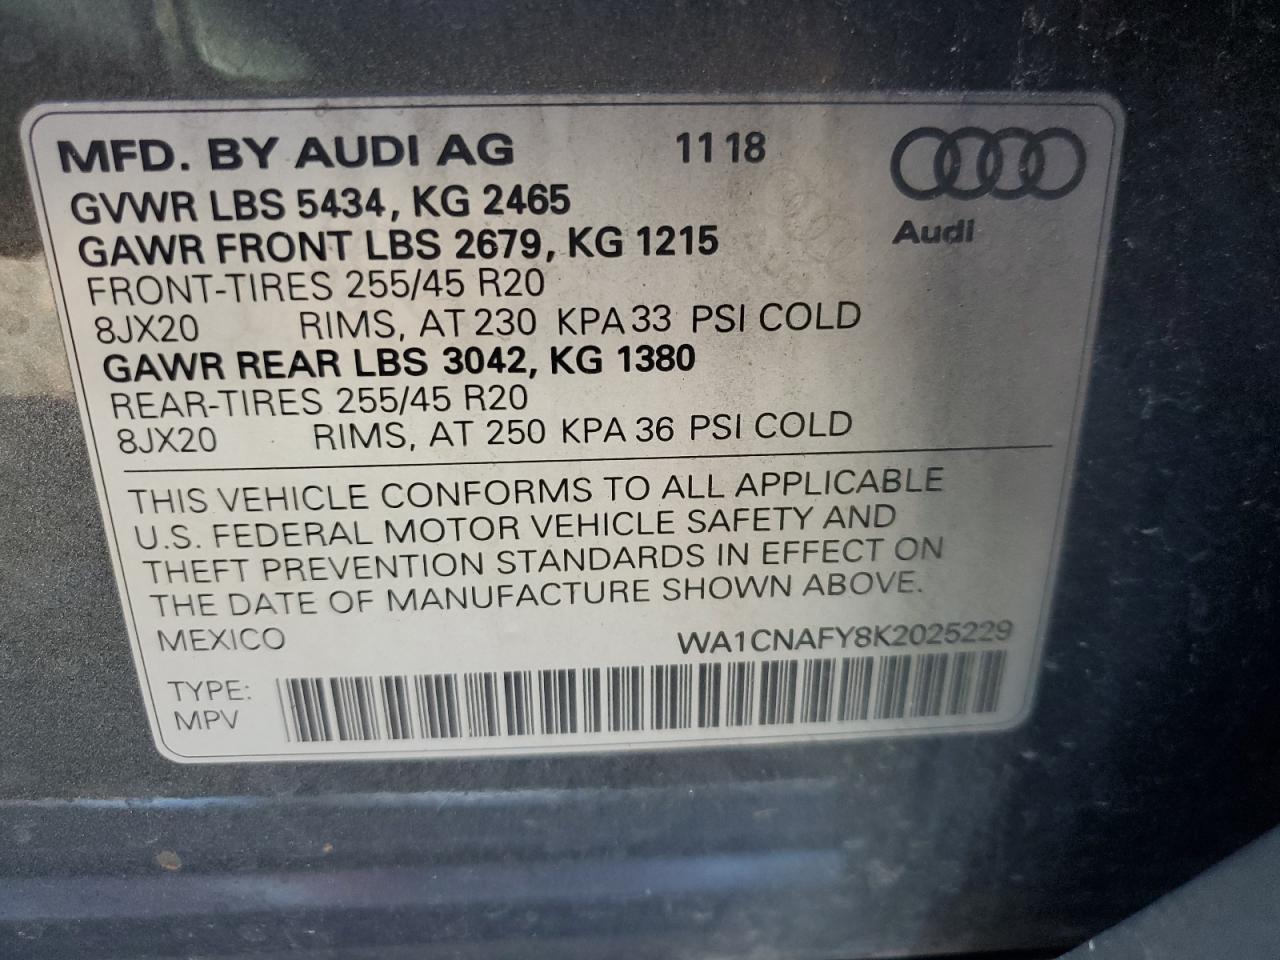 MFD. BY AUDI AG 11 18
Audi
GVWR LBS 5434, KG 2465
GAWR FRONT LBS 2679, KG 1215
FRONT-TIRES 255/45 R20
8JX20 RIMS, AT 230 KPA 33 PSI COLD
GAWR REAR LBS 3042, KG 1380
REAR-TIRES 255/45 R20
8JX20 RIMS, AT 250 KPA 36 PSI COLD
THIS VEHICLE CONFORMS TO ALL APPLICABLE
U.S. FEDERAL MOTOR VEHICLE SAFETY AND
THEFT PREVENTION STANDARDS IN EFFECT ON
THE DATE OF MANUFACTURE SHOWN ABOVE.
MEXICO WA1CNAFY8K2025229
TYPE:
MPV